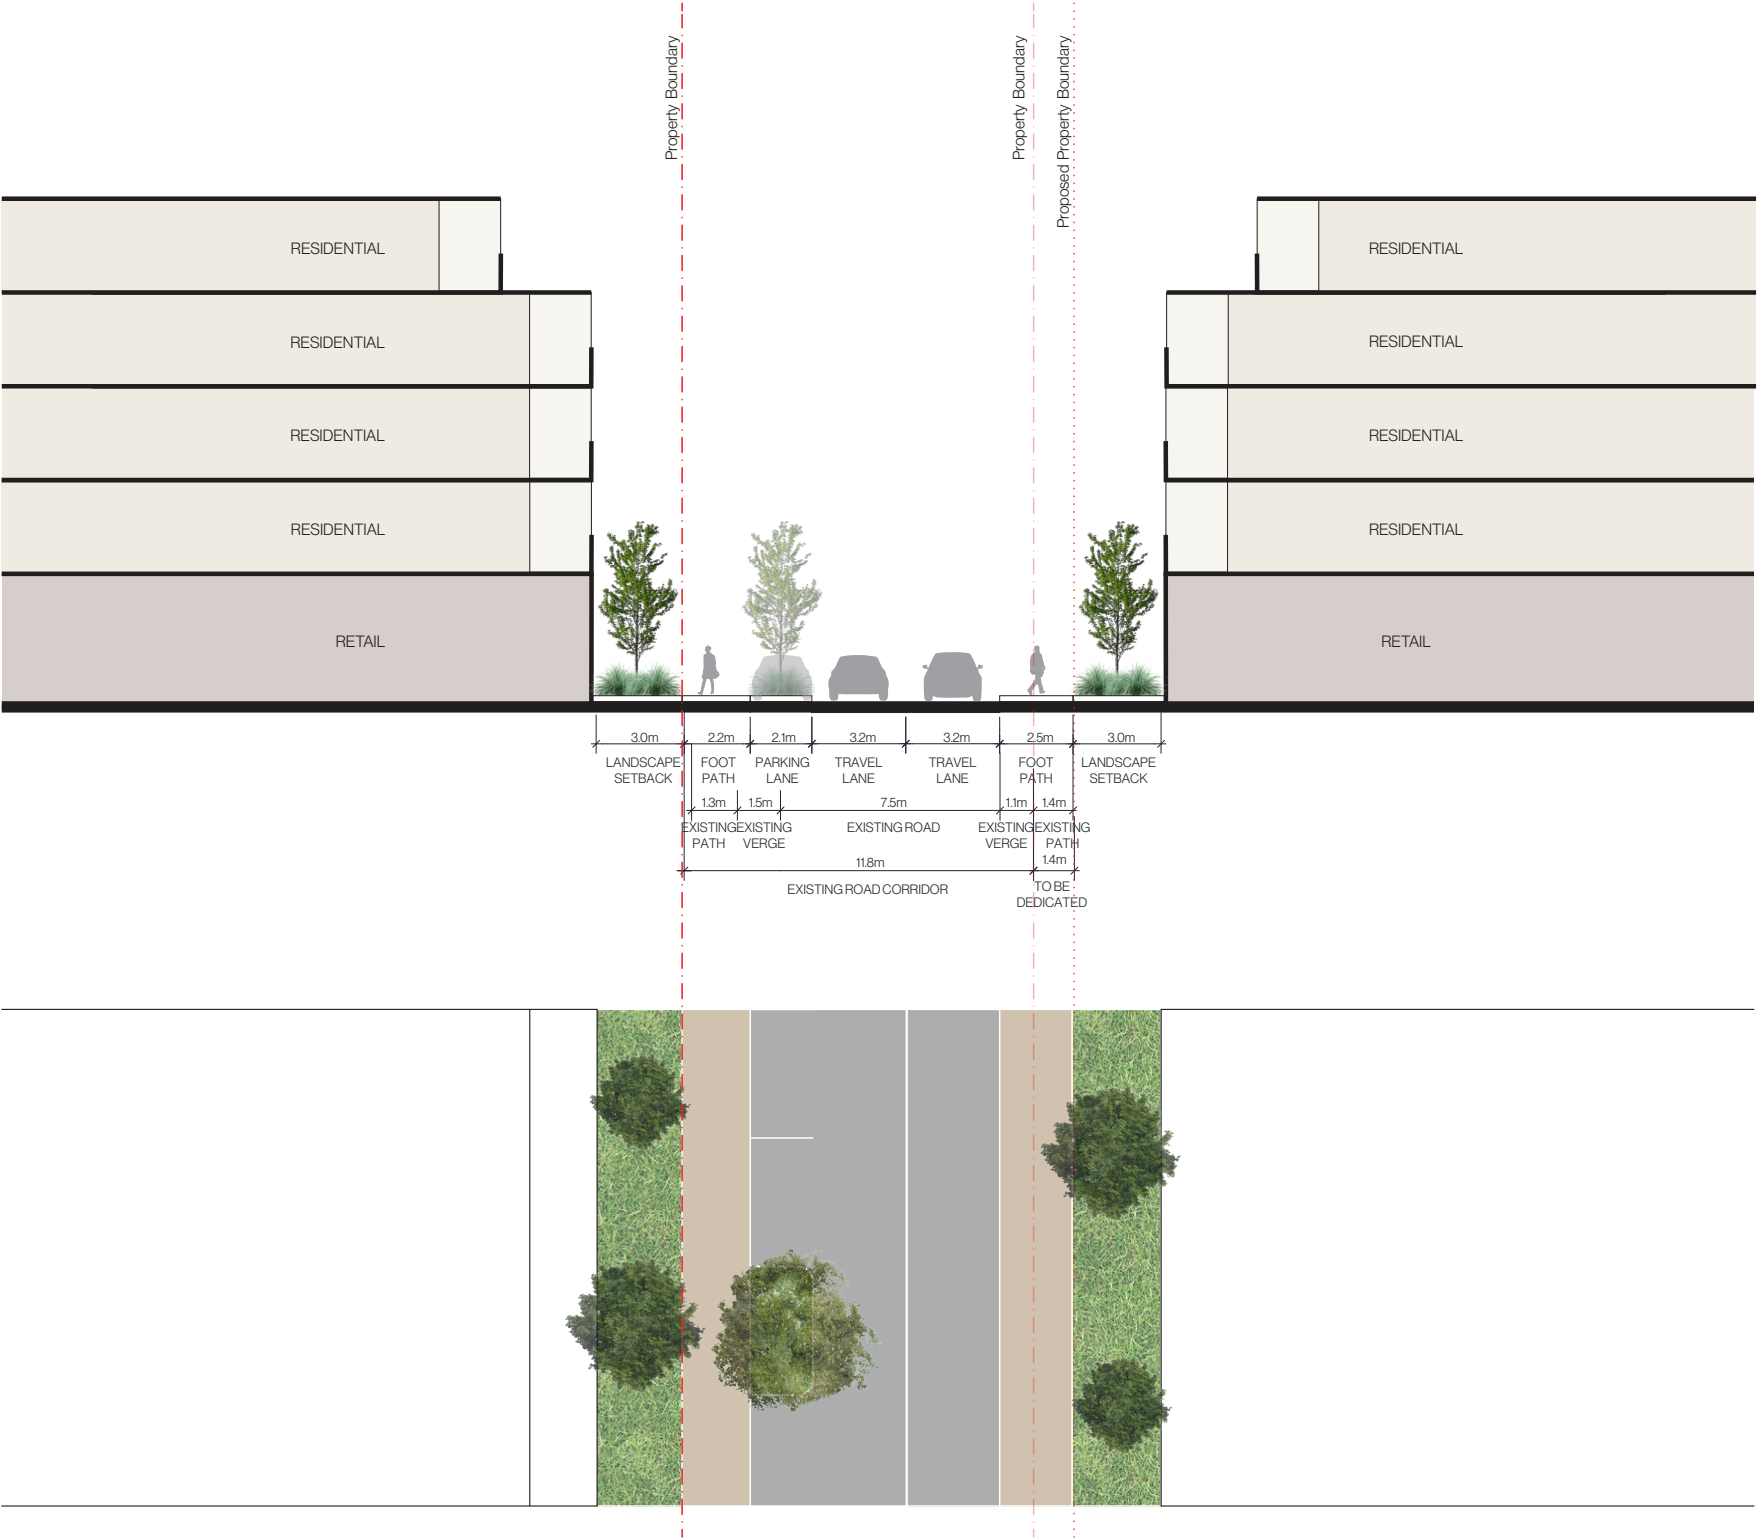 Property Boundary
Property Boundary
Proposed Property Boundary
RESIDENTIAL
RESIDENTIAL
RESIDENTIAL
RESIDENTIAL
RESIDENTIAL
RESIDENTIAL
RESIDENTIAL
RESIDENTIAL
RETAIL
RETAIL
3.0m
2.2m
2.1m
3.2m
3.2m
2.5m
3.0m
LANDSCAPE
SETBACK
FOOT
PATH
PARKING
LANE
TRAVEL
LANE
TRAVEL
LANE
FOOT
PATH
LANDSCAPE
SETBACK
1.3m
1.5m
7.5m
1.1m
1.4m
EXISTING
PATH
EXISTING
VERGE
EXISTING ROAD
EXISTING
VERGE
EXISTING
PATH
11.8m
1.4m
EXISTING ROAD CORRIDOR
TO BE
DEDICATED